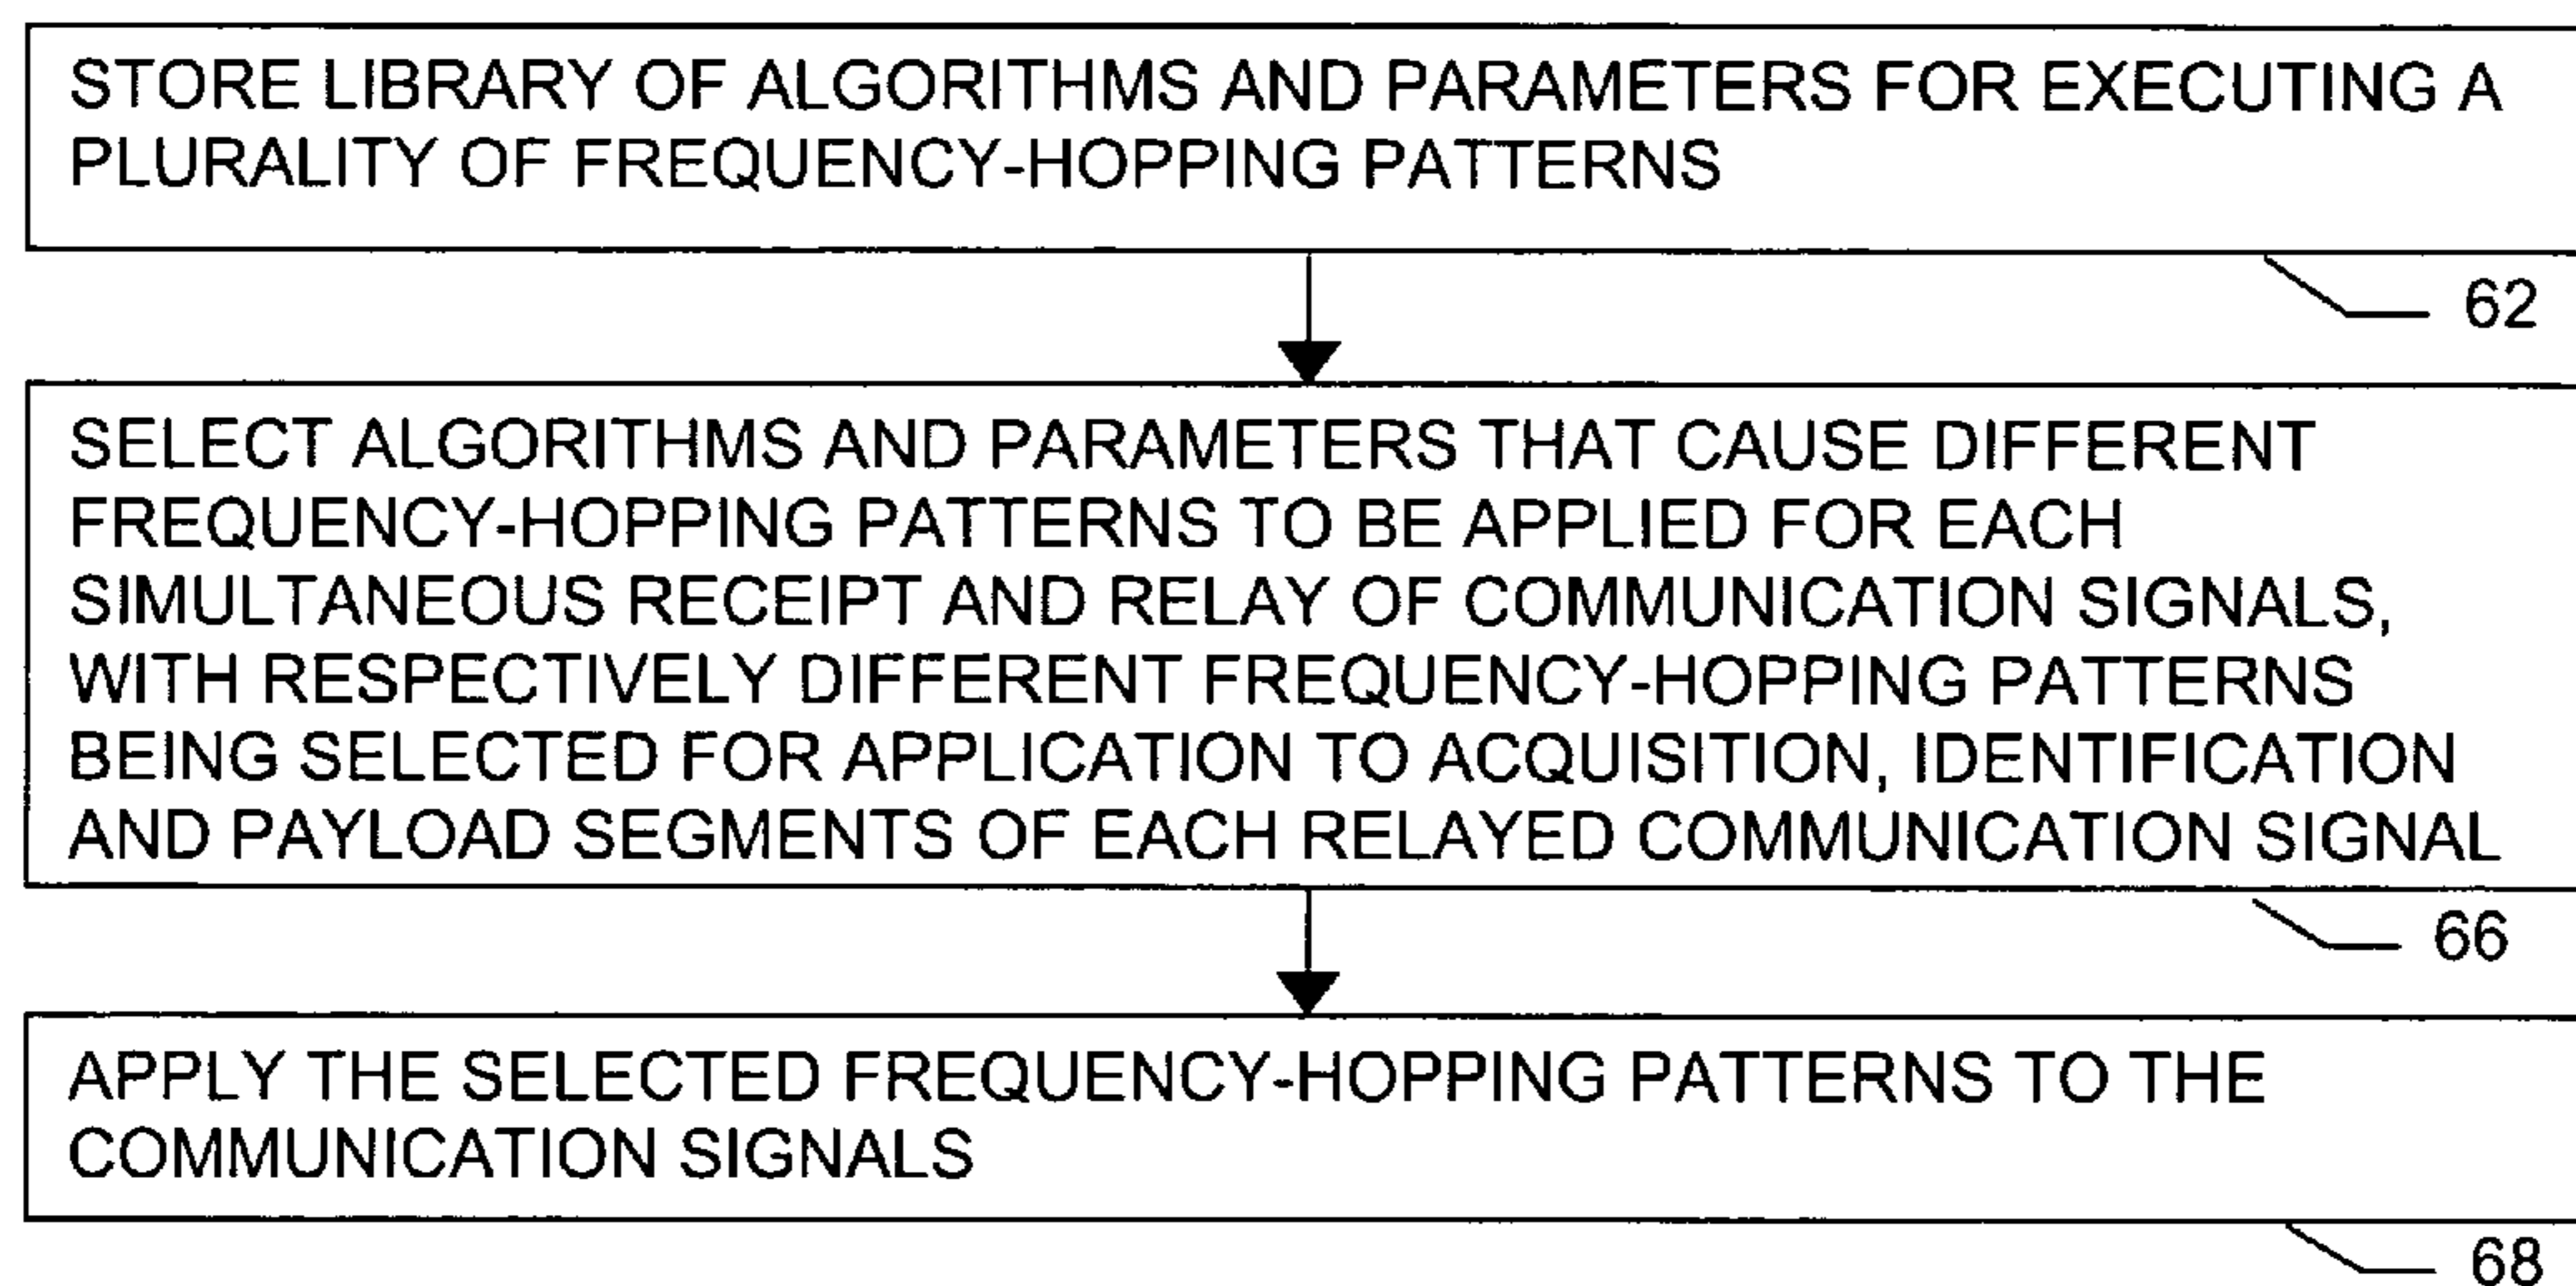 STORE LIBRARY OF ALGORITHMS AND PARAMETERS FOR EXECUTING A
PLURALITY OF FREQUENCY-HOPPING PATTERNS
62
SELECT ALGORITHMS AND PARAMETERS THAT CAUSE DIFFERENT
FREQUENCY-HOPPING PATTERNS TO BE APPLIED FOR EACH
SIMULTANEOUS RECEIPT AND RELAY OF COMMUNICATION SIGNALS,
WITH RESPECTIVELY DIFFERENT FREQUENCY-HOPPING PATTERNS
BEING SELECTED FOR APPLICATION TO ACQUISITION, IDENTIFICATION
AND PAYLOAD SEGMENTS OF EACH RELAYED COMMUNICATION SIGNAL
66
APPLY THE SELECTED FREQUENCY-HOPPING PATTERNS TO THE
COMMUNICATION SIGNALS
68